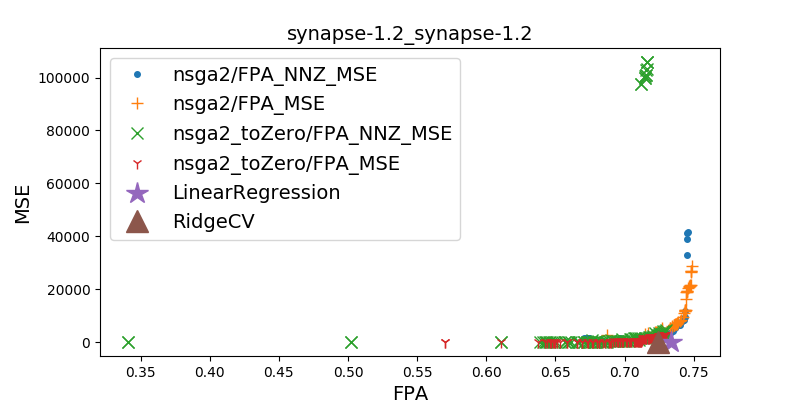 synapse-1.2_synapse-1.2
nsga2/FPA_NNZ_MSE
nsga2/FPA_MSE
nsga2_toZero/FPA_NNZ_MSE
nsga2_toZero/FPA_MSE
LinearRegression
RidgeCV
MSE
100000
80000
60000
40000
20000
0
0.35 0.40 0.45 0.50 0.55 0.60 0.65 0.70 0.75
FPA